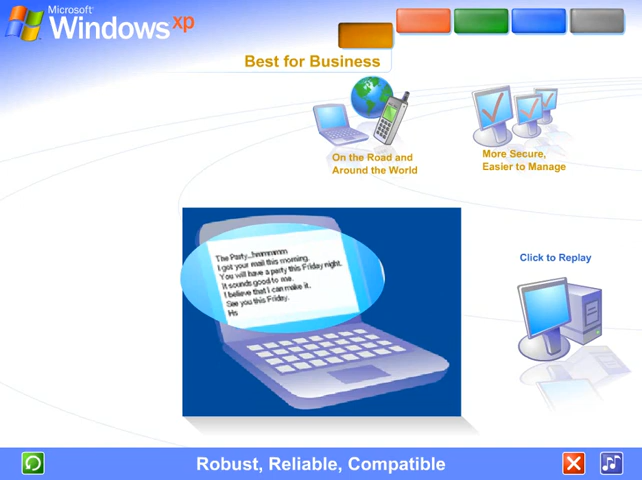 Microsoft®
Windows xp
Best for Business
On the Road and
Around the World
More Secure,
Easier to Manage
The Party...hmmmmm
I got your mail this morning.
You will have a party this Friday night.
It sounds good to me.
I believe that I can make it.
See you this Friday.
Hs
Click to Replay
Robust, Reliable, Compatible